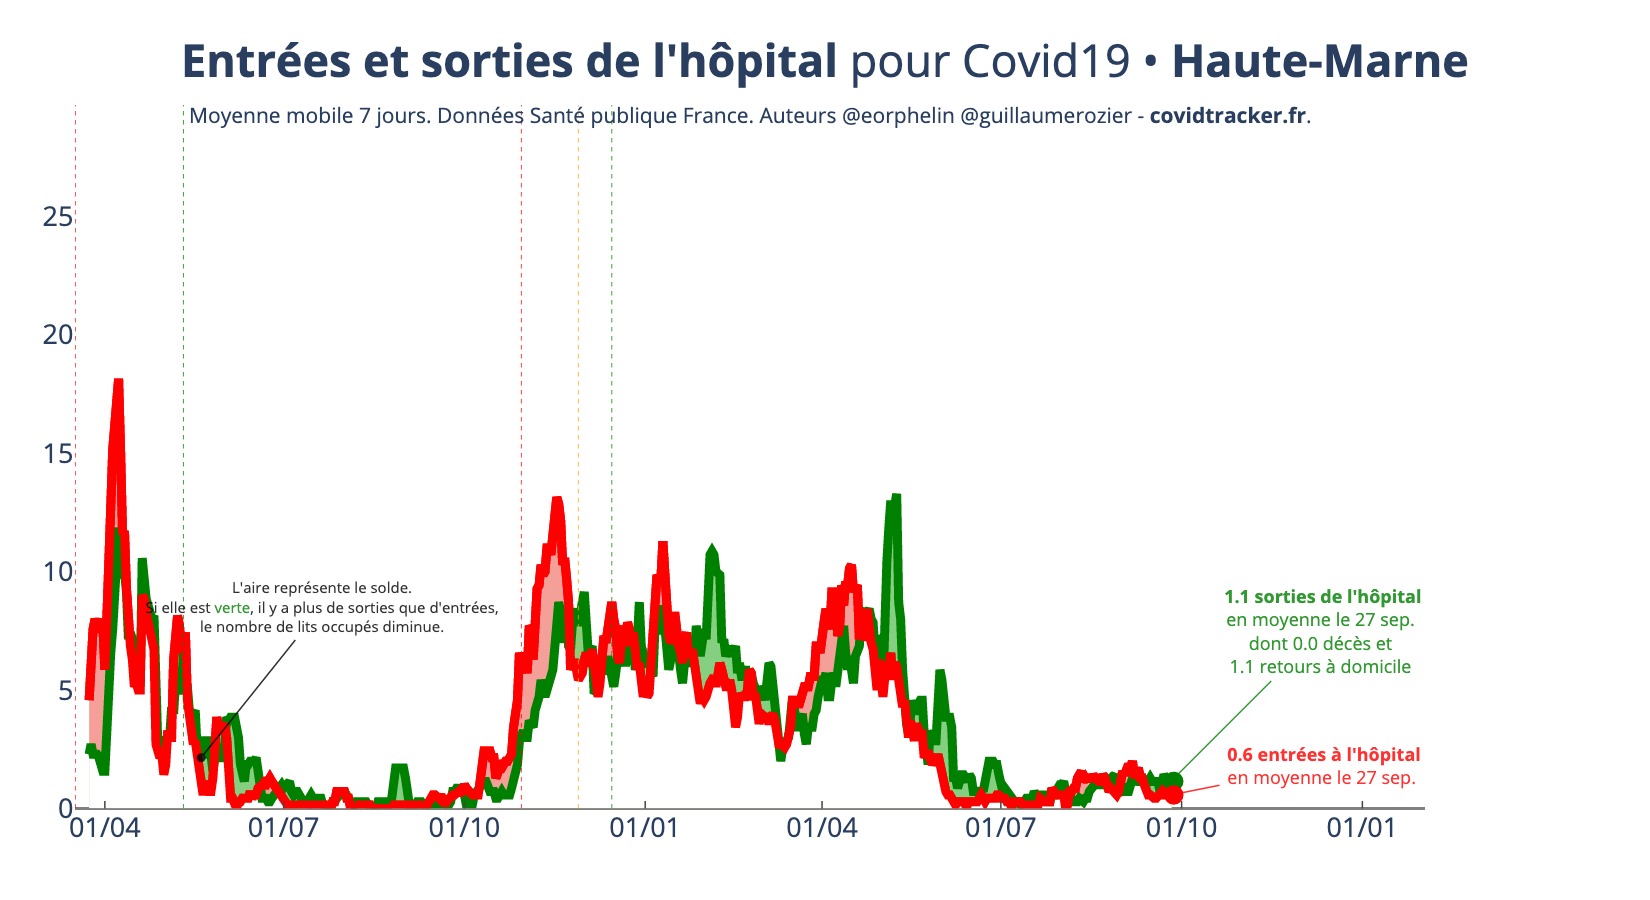 Entrées et sorties de l'hôpital pour Covid19 • Haute-Marne
Moyenne mobile 7 jours. Données Santé publique France. Auteurs @eorphelin @guillaumerozier - covidtracker.fr.
25
20
15
10
5
0
L'aire représente le solde.
Si elle est verte, il y a plus de sorties que d'entrées,
le nombre de lits occupés diminue.
1.1 sorties de l'hôpital
en moyenne le 27 sep.
dont 0.0 décès et
1.1 retours à domicile
0.6 entrées à l'hôpital
en moyenne le 27 sep.
01/04 01/07 01/10 01/01 01/04 01/07 01/10 01/01